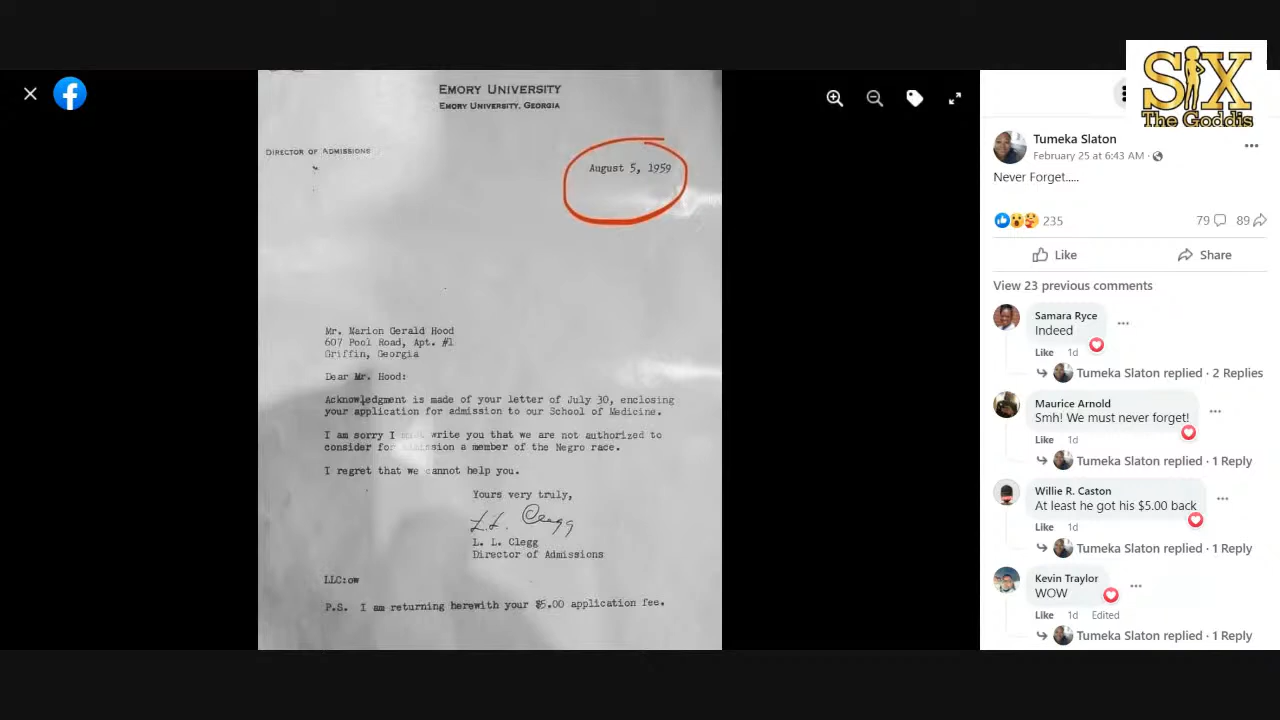 SIX
The Goddis
EMORY UNIVERSITY
EMORY UNIVERSITY, GEORGIA
DIRECTOR OF ADMISSIONS
August 5, 1959
Mr. Marion Gerald Hood
607 Pool Road, Apt. #1
Griffin, Georgia
Dear Mr. Hood:
Acknowledgment is made of your letter of July 30, enclosing
your application for admission to our School of Medicine.
I am sorry I must write you that we are not authorized to
consider for admission a member of the Negro race.
I regret that we cannot help you.
Yours very truly,
L. L. Clegg
L. L. Clegg
Director of Admissions
LLC:ow
P.S. I am returning herewith your $5.00 application fee.
Tumeka Slaton
February 25 at 6:43 AM ·
Never Forget.....
235
79
89
Like
Share
View 23 previous comments
Samara Ryce
Indeed
Like 1d
Tumeka Slaton replied · 2 Replies
Maurice Arnold
Smh! We must never forget!
Like 1d
Tumeka Slaton replied · 1 Reply
Willie R. Caston
At least he got his $5.00 back
Like 1d
Tumeka Slaton replied · 1 Reply
Kevin Traylor
WOW
Like 1d Edited
Tumeka Slaton replied · 1 Reply